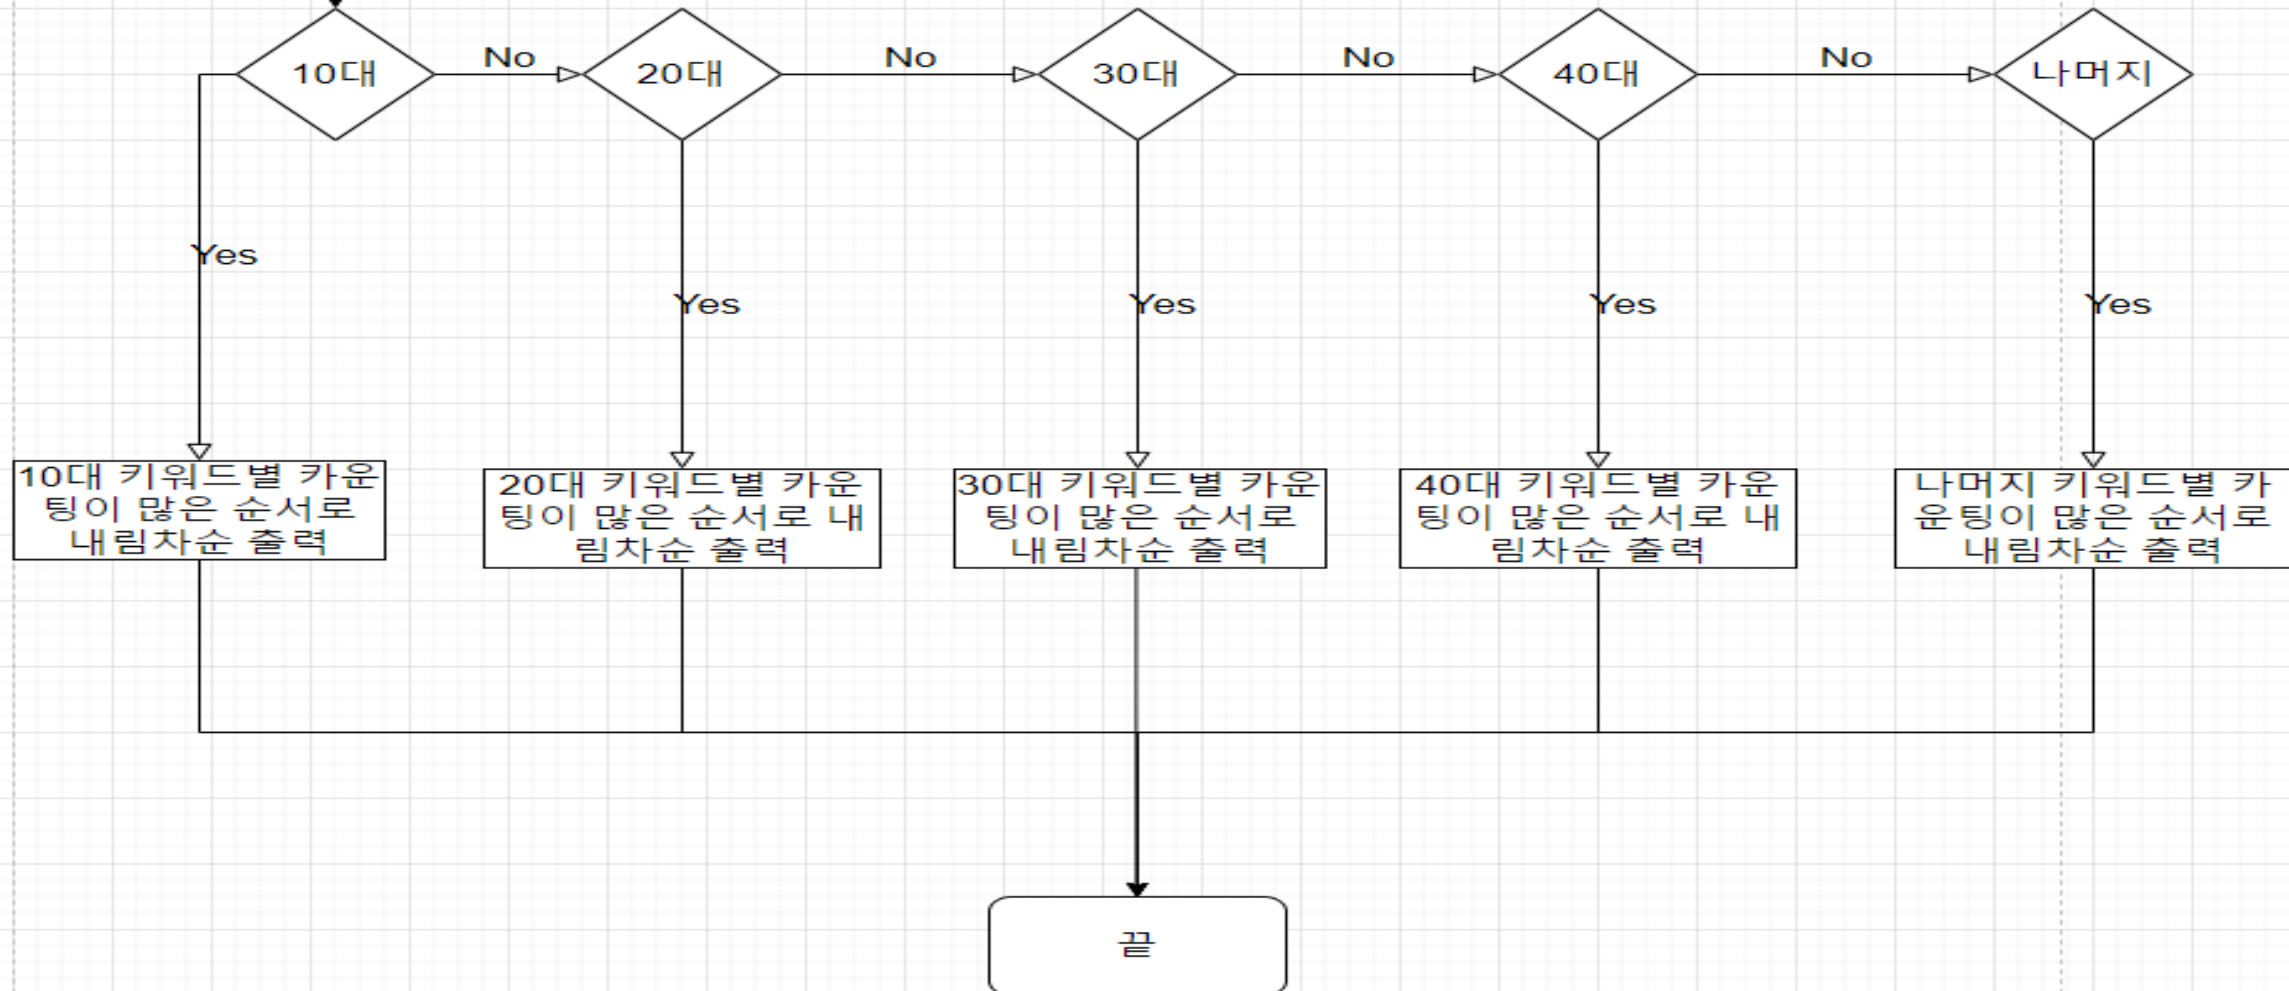 10대
No
20대
No
30대
No
40대
No
나머지
Yes
Yes
Yes
Yes
Yes
10대 키워드별 카운
팅이 많은 순서로
내림차순 출력
20대 키워드별 카운
팅이 많은 순서로 내
림차순 출력
30대 키워드별 카운
팅이 많은 순서로
내림차순 출력
40대 키워드별 카운
팅이 많은 순서로 내
림차순 출력
나머지 키워드별 카
운팅이 많은 순서로
내림차순 출력
끝